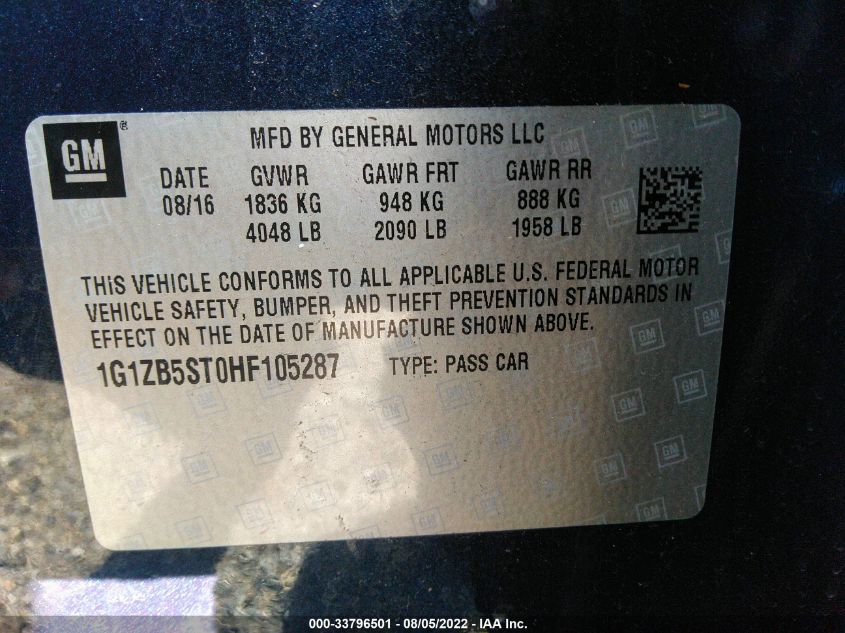 GM
MFD BY GENERAL MOTORS LLC
DATE GVWR GAWR FRT GAWR RR
08/16 1836 KG 948 KG 888 KG
4048 LB 2090 LB 1958 LB
THIS VEHICLE CONFORMS TO ALL APPLICABLE U.S. FEDERAL MOTOR
VEHICLE SAFETY, BUMPER, AND THEFT PREVENTION STANDARDS IN
EFFECT ON THE DATE OF MANUFACTURE SHOWN ABOVE.
1G1ZB5ST0HF105287 TYPE: PASS CAR
000-33796501 - 08/05/2022 - IAA Inc.